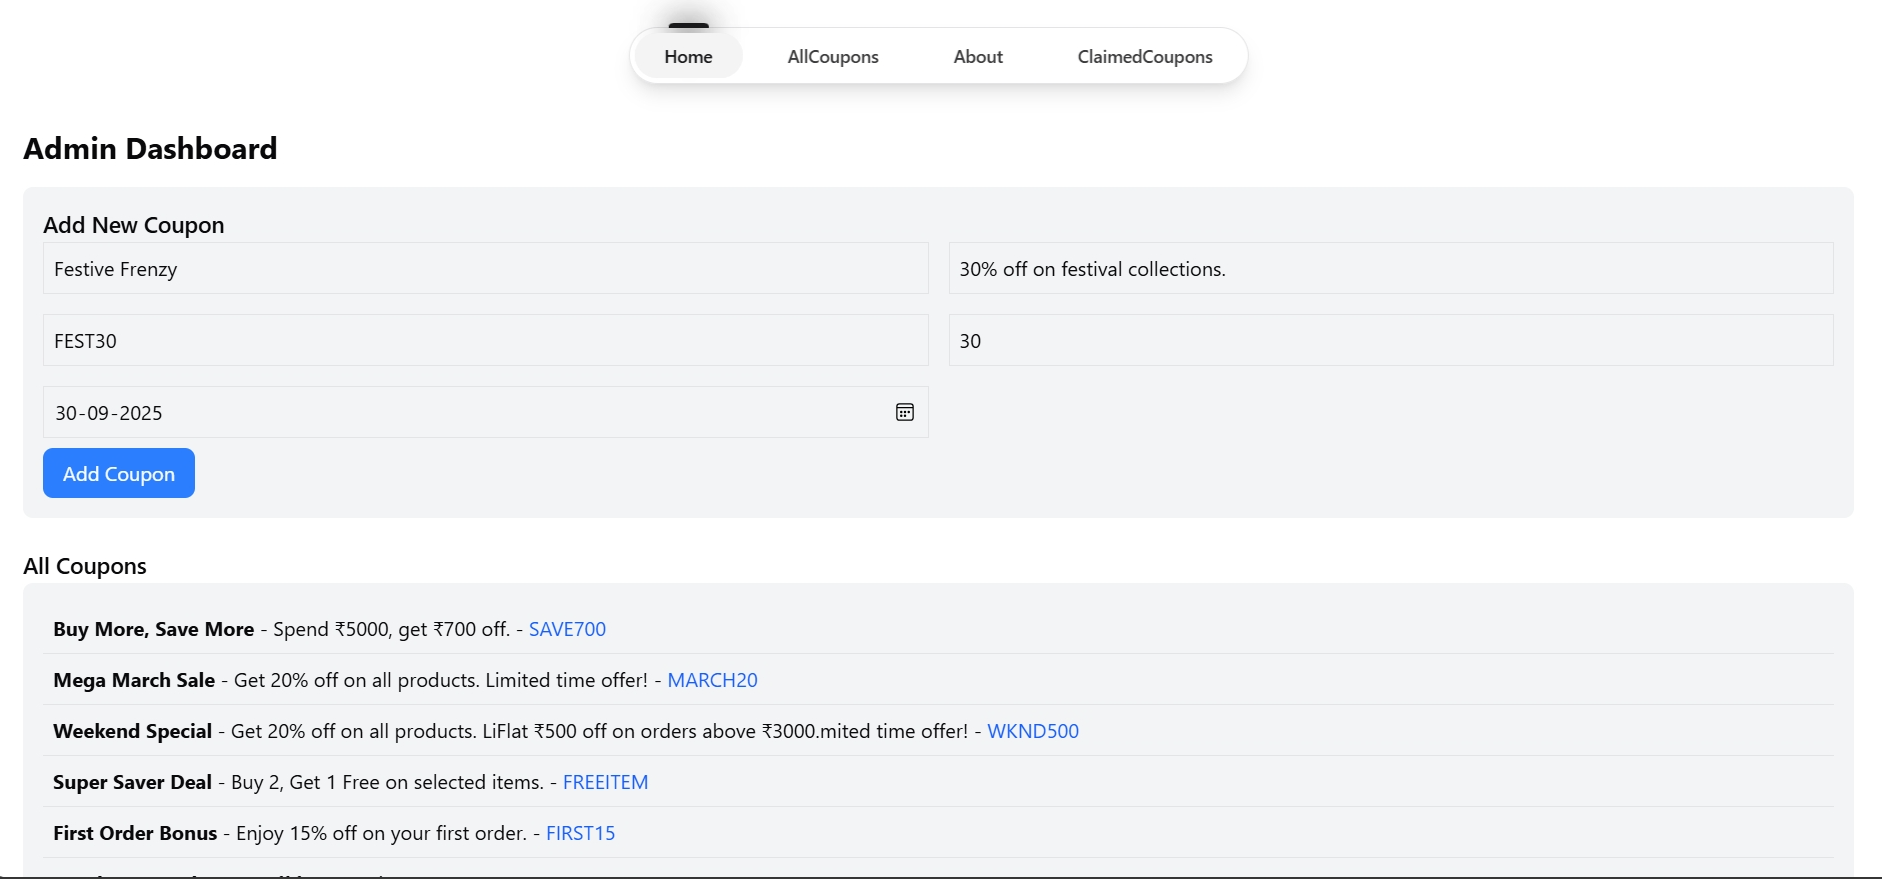 Home AllCoupons About ClaimedCoupons
Admin Dashboard
Add New Coupon
Festive Frenzy
30% off on festival collections.
FEST30
30
30-09-2025
Add Coupon
All Coupons
Buy More, Save More - Spend ₹5000, get ₹700 off. - SAVE700
Mega March Sale - Get 20% off on all products. Limited time offer! - MARCH20
Weekend Special - Get 20% off on all products. LiFlat ₹500 off on orders above ₹3000.mited time offer! - WKND500
Super Saver Deal - Buy 2, Get 1 Free on selected items. - FREEITEM
First Order Bonus - Enjoy 15% off on your first order. - FIRST15